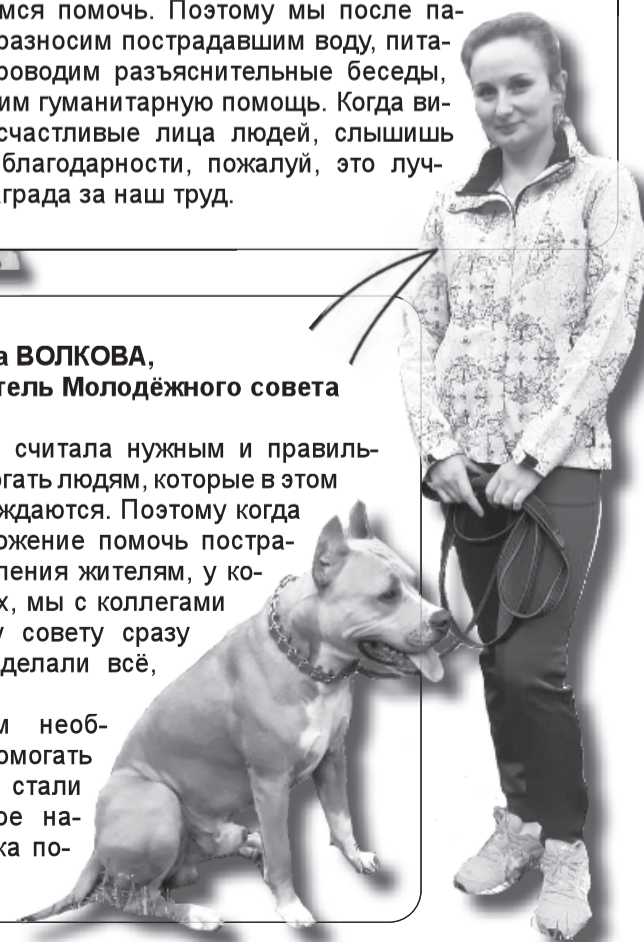 мся помочь. Поэтому мы после па-
разносим пострадавшим воду, пита-
роводим разъяснительные беседы,
им гуманитарную помощь. Когда ви-
счастливые лица людей, слышишь
благодарности, пожалуй, это луч-
града за наш труд.
а ВОЛКОВА,
тель Молодёжного совета
считала нужным и правиль-
огать людям, которые в этом
ждаются. Поэтому когда
ожение помочь постра-
ления жителям, у ко-
х, мы с коллегами
у совету сразу
делали всё,
м необ-
омогать
стали
ое на-
ка по-